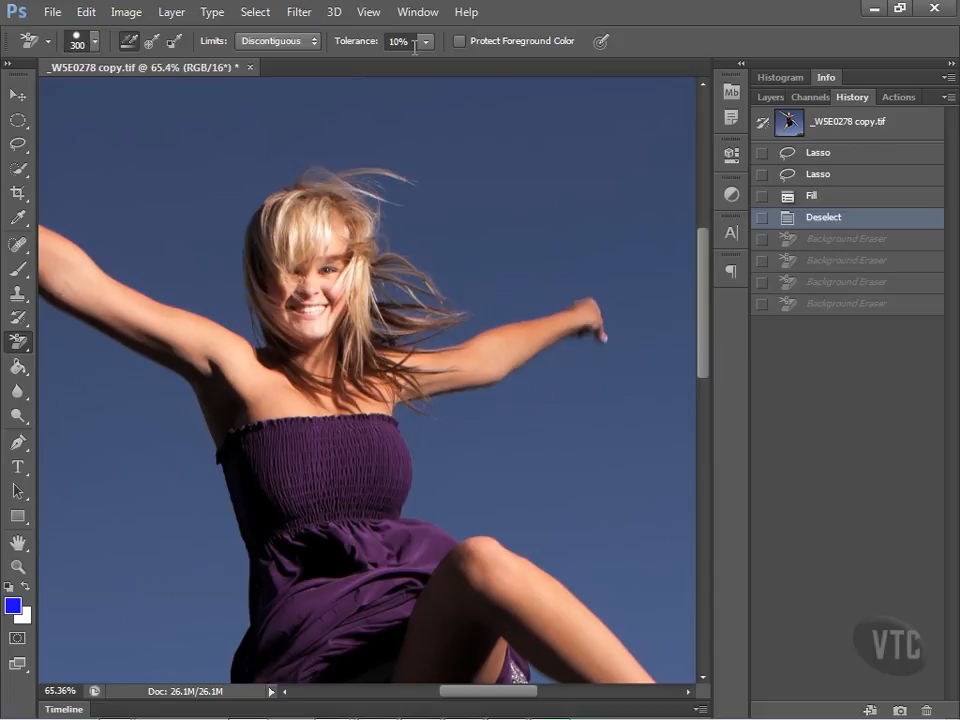 Ps File Edit Image Layer Type Select Filter 3D View Window Help
300 Limits: Discontiguous Tolerance: 10% Protect Foreground Color
_W5E0278 copy.tif @ 65.4% (RGB/16*) *
Histogram Info
Layers Channels History Actions
Mb
_W5E0278 copy.tif
Lasso
Lasso
Fill
Deselect
Background Eraser
Background Eraser
Background Eraser
Background Eraser
VTC
65.36% Doc: 26.1M/26.1M
Timeline